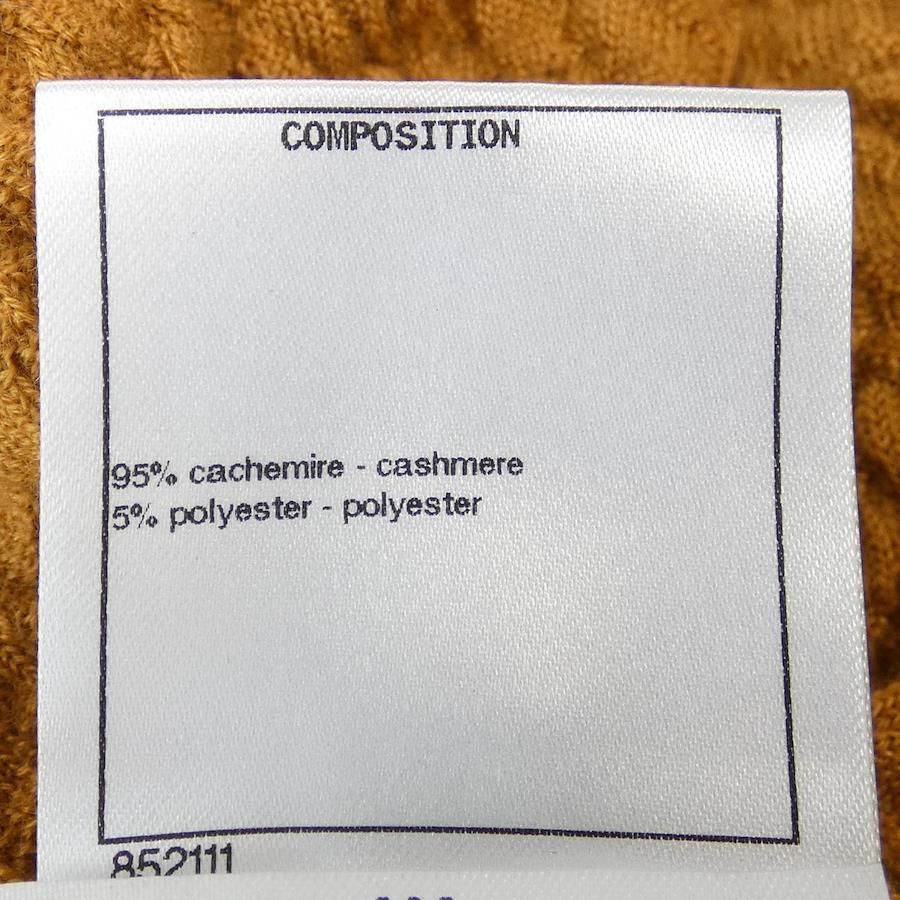 COMPOSITION
95% cachemire - cashmere
5% polyester - polyester
852111